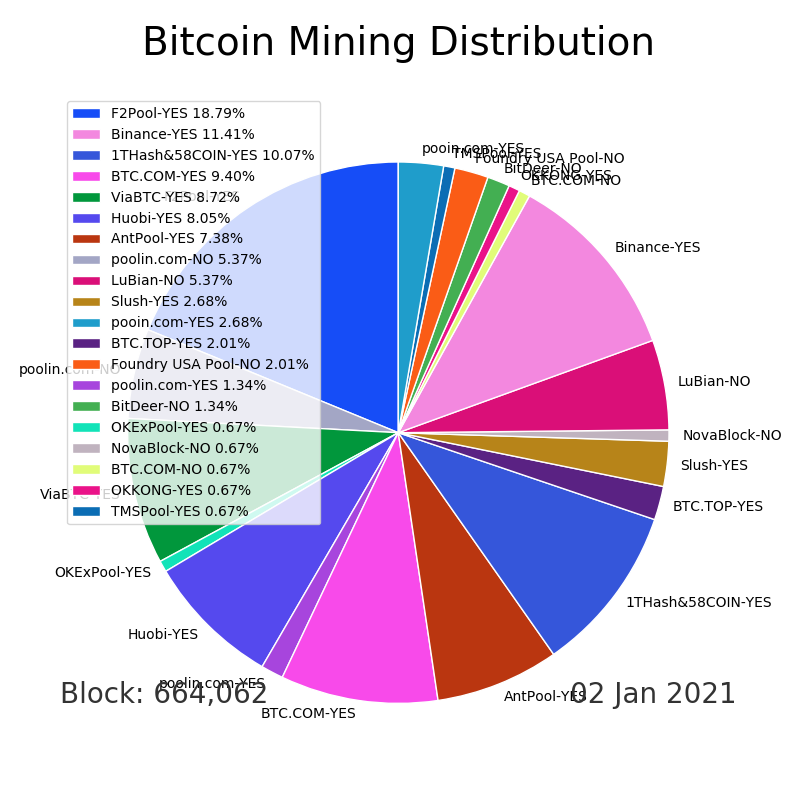 Bitcoin Mining Distribution
F2Pool-YES 18.79%
Binance-YES 11.41%
1THash&58COIN-YES 10.07%
BTC.COM-YES 9.40%
ViaBTC-YES 8.72%
Huobi-YES 8.05%
AntPool-YES 7.38%
poolin.com-NO 5.37%
LuBian-NO 5.37%
Slush-YES 2.68%
pooin.com-YES 2.68%
BTC.TOP-YES 2.01%
Foundry USA Pool-NO 2.01%
poolin.com-YES 1.34%
BitDeer-NO 1.34%
OKExPool-YES 0.67%
NovaBlock-NO 0.67%
BTC.COM-NO 0.67%
OKKONG-YES 0.67%
TMSPool-YES 0.67%
pooin.com-YES
TMSPool-YES
Foundry USA Pool-NO
BitDeer-NO
OKKONG-YES
BTC.COM-NO
Binance-YES
LuBian-NO
NovaBlock-NO
Slush-YES
BTC.TOP-YES
1THash&58COIN-YES
AntPool-YES
BTC.COM-YES
poolin.com-YES
Huobi-YES
OKExPool-YES
ViaBTC-YES
poolin.com-NO
Block: 664,062
02 Jan 2021